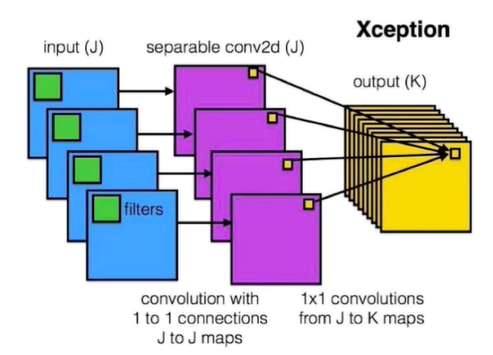 Xception
input (J)
separable conv2d (J)
output (K)
filters
convolution with
1 to 1 connections
J to J maps
1x1 convolutions
from J to K maps